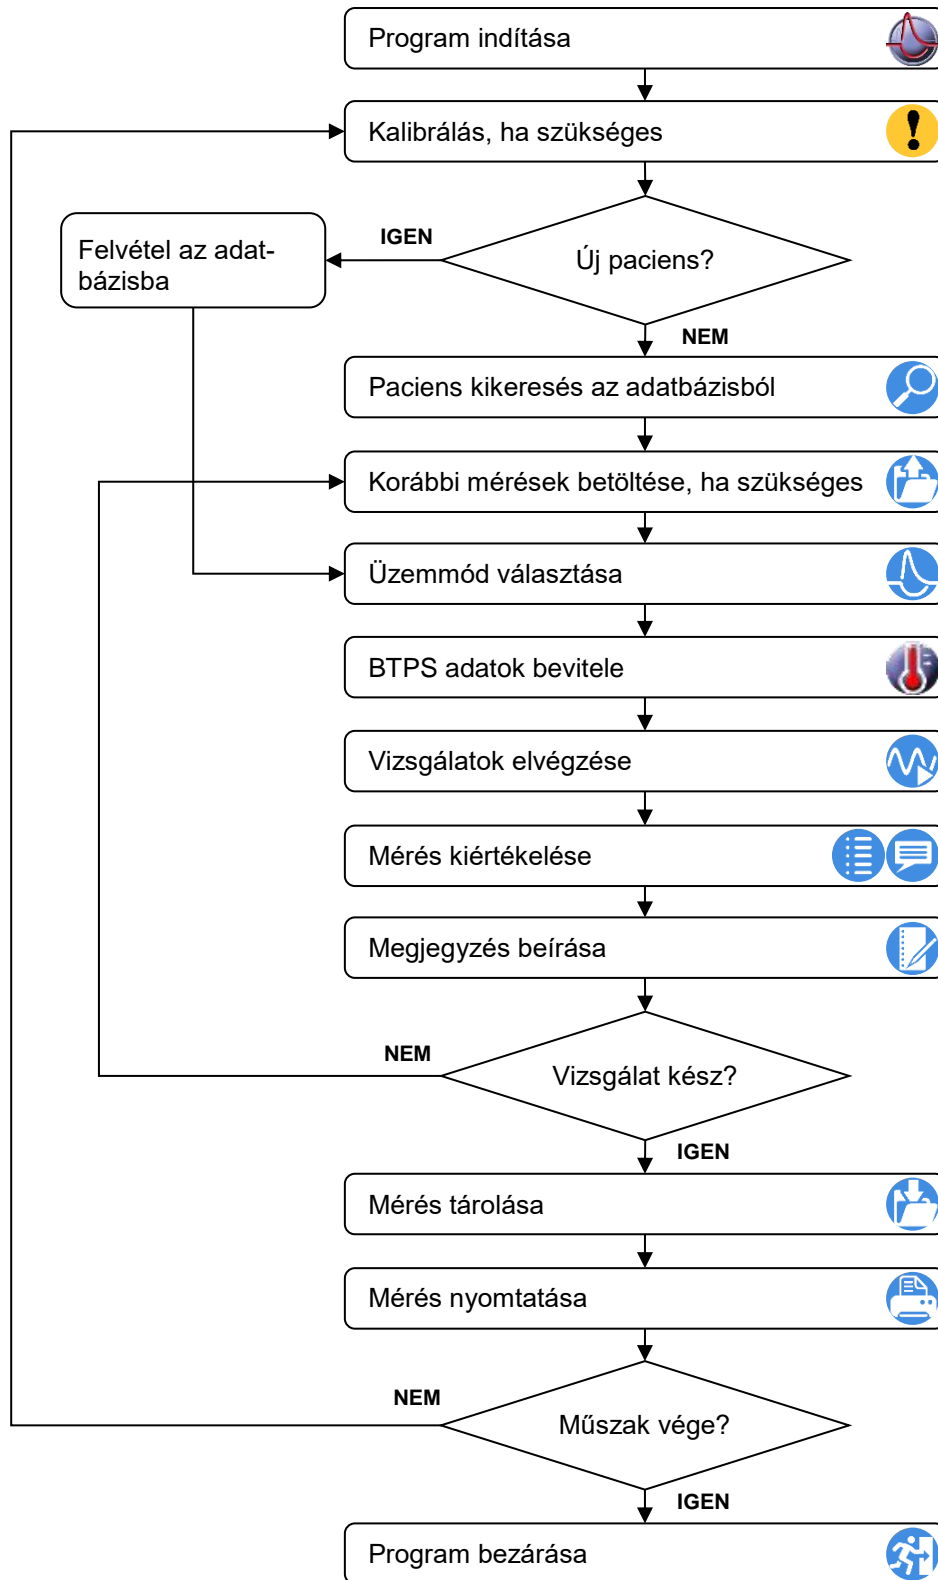 Program indítása
Kalibrálás, ha szükséges
IGEN
Felvétel az adat-
bázisba
Új paciens?
NEM
Paciens kikeresés az adatbázisból
Korábbi mérések betöltése, ha szükséges
Üzemmód választása
BTPS adatok bevitele
Vizsgálatok elvégzése
Mérés kiértékelése
Megjegyzés beírása
NEM
Vizsgálat kész?
IGEN
Mérés tárolása
Mérés nyomtatása
NEM
Műszak vége?
IGEN
Program bezárása